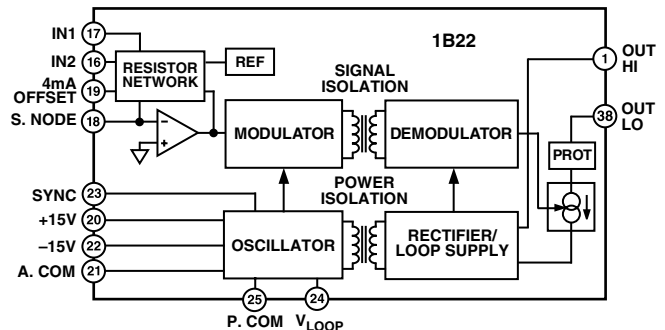 IN1
17
1B22
IN2
16
RESISTOR
NETWORK
REF
1
OUT
HI
4mA
OFFSET
19
SIGNAL
ISOLATION
S. NODE
18
–
+
MODULATOR
DEMODULATOR
38
OUT
LO
PROT
POWER
ISOLATION
SYNC
23
+15V
20
–15V
22
OSCILLATOR
RECTIFIER/
LOOP SUPPLY
A. COM
21
25
24
P. COM
VLOOP